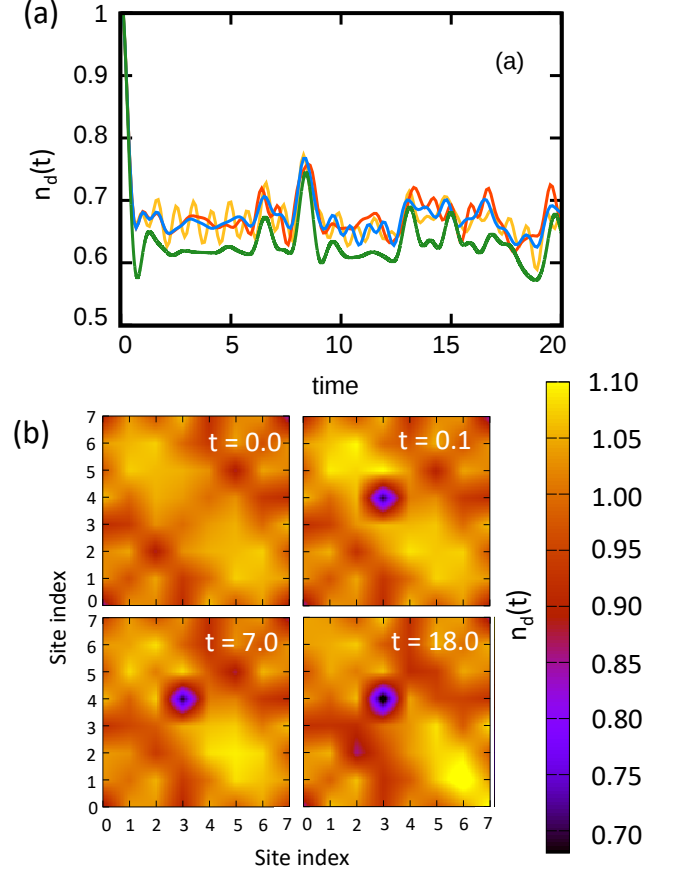 (a)
n_d(t)
1
0.9
0.8
0.7
0.6
0.5
(a)
0 5 10 15 20
time
(b)
t = 0.0
t = 0.1
t = 7.0
t = 18.0
7
6
5
4
3
2
1
0
7
6
5
4
3
2
1
0
Site index
0 1 2 3 4 5 6 7
0 1 2 3 4 5 6 7
Site index
n_d(t)
1.10
1.05
1.00
0.95
0.90
0.85
0.80
0.75
0.70